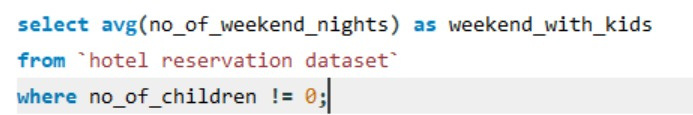 select avg(no_of_weekend_nights) as weekend_with_kids
from `hotel reservation dataset`
where no_of_children != 0;